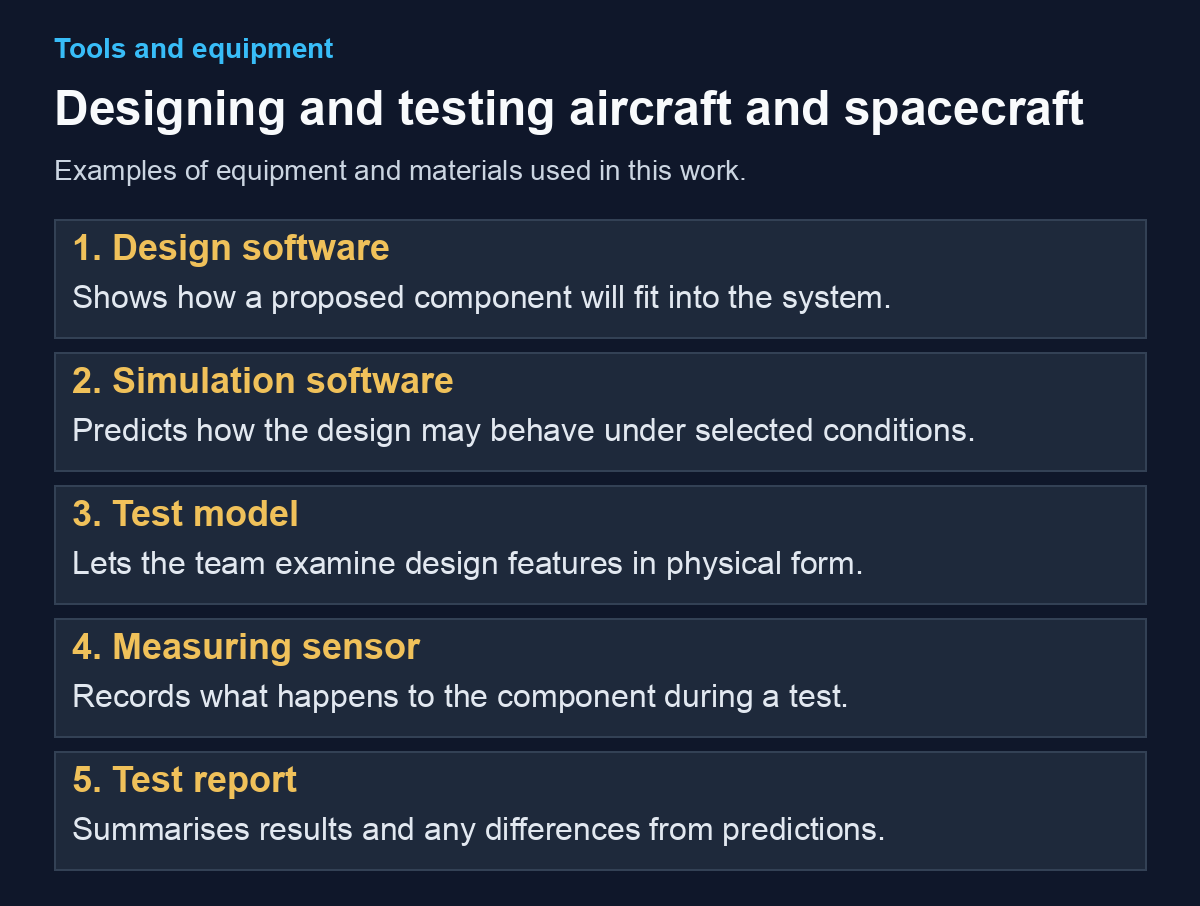 Tools and equipment
Designing and testing aircraft and spacecraft
Examples of equipment and materials used in this work.
1. Design software
Shows how a proposed component will fit into the system.
2. Simulation software
Predicts how the design may behave under selected conditions.
3. Test model
Lets the team examine design features in physical form.
4. Measuring sensor
Records what happens to the component during a test.
5. Test report
Summarises results and any differences from predictions.